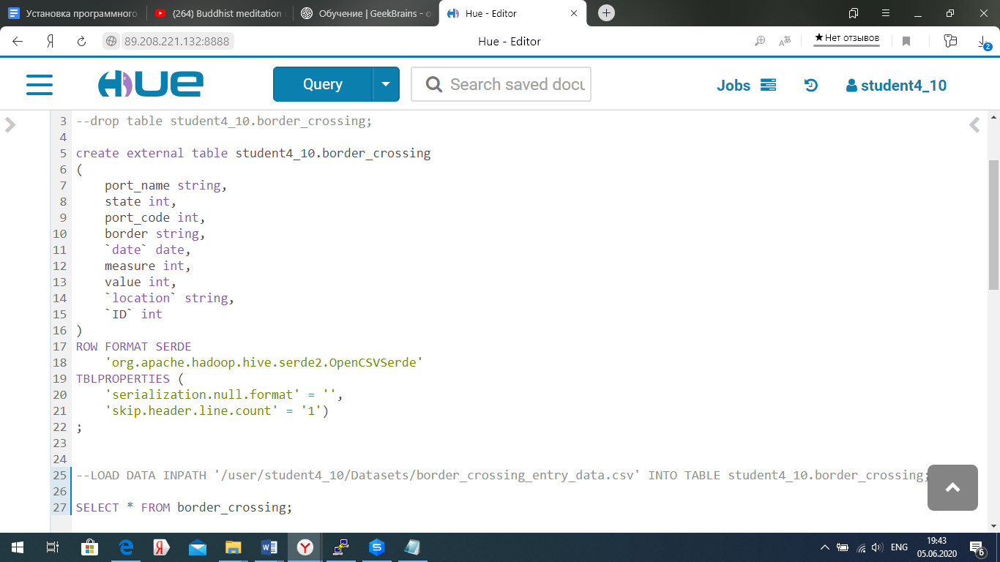 Установка программного
(264) Buddhist meditation
Обучение | GeekBrains - о
Hue - Editor
89.208.221.132:8888
Hue - Editor
★ Нет отзывов
2
HUE
Query
Search saved docu
Jobs
student4_10
3 --drop table student4_10.border_crossing;
4
5 create external table student4_10.border_crossing
6 (
7 port_name string,
8 state int,
9 port_code int,
10 border string,
11 `date` date,
12 measure int,
13 value int,
14 `location` string,
15 `ID` int
16 )
17 ROW FORMAT SERDE
18 'org.apache.hadoop.hive.serde2.OpenCSVSerde'
19 TBLPROPERTIES (
20 'serialization.null.format' = '',
21 'skip.header.line.count' = '1')
22 ;
23
24
25 --LOAD DATA INPATH '/user/student4_10/Datasets/border_crossing_entry_data.csv' INTO TABLE student4_10.border_crossing;
26
27 SELECT * FROM border_crossing;
ENG
19:43
05.06.2020
6